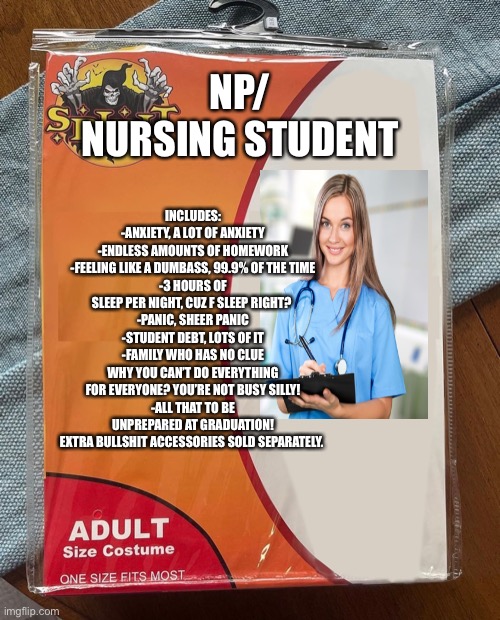 NP/
NURSING STUDENT
INCLUDES:
-ANXIETY, A LOT OF ANXIETY
-ENDLESS AMOUNTS OF HOMEWORK
-FEELING LIKE A DUMBASS, 99.9% OF THE TIME
-3 HOURS OF
SLEEP PER NIGHT, CUZ F SLEEP RIGHT?
-PANIC, SHEER PANIC
-STUDENT DEBT, LOTS OF IT
-FAMILY WHO HAS NO CLUE
WHY YOU CAN'T DO EVERYTHING
FOR EVERYONE? YOU'RE NOT BUSY SILLY!
-ALL THAT TO BE
UNPREPARED AT GRADUATION!
EXTRA BULLSHIT ACCESSORIES SOLD SEPARATELY.
ADULT
Size Costume
ONE SIZE FITS MOST
imgflip.com